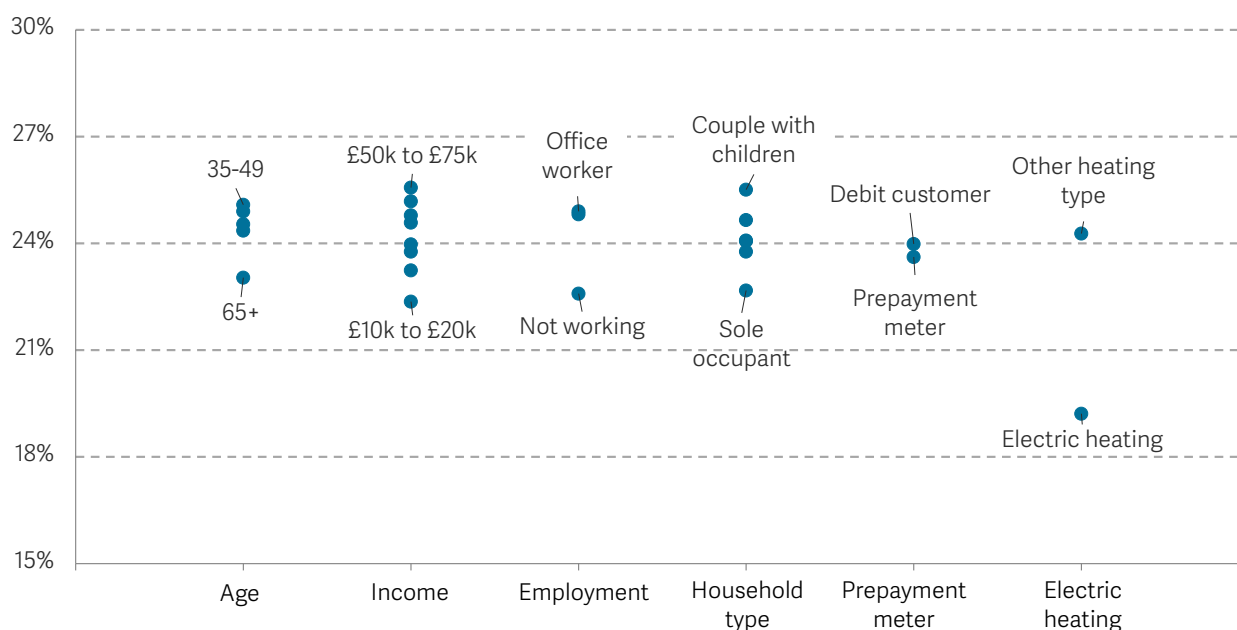 30%
27%
24%
21%
18%
15%
35-49
65+
£50k to £75k
£10k to £20k
Office
worker
Not working
Couple with
children
Sole
occupant
Debit customer
Prepayment
meter
Other heating
type
Electric heating
Age
Income
Employment
Household
type
Prepayment
meter
Electric
heating